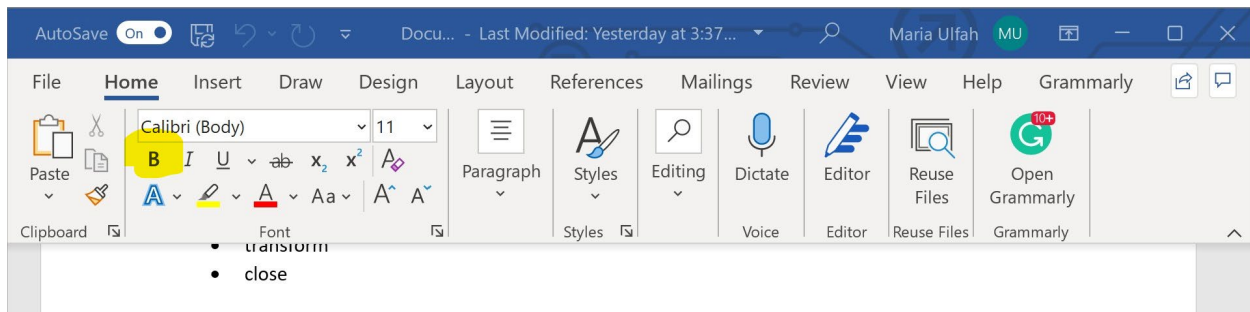 AutoSave On Docu... - Last Modified: Yesterday at 3:37... Maria Ulfah MU
File Home Insert Draw Design Layout References Mailings Review View Help Grammarly
Calibri (Body) 11
B I U ab x₂ x² A
A A Aa A^ Aˇ
Paste Paragraph Styles Editing Dictate Editor Reuse Files 10+ G Open Grammarly
Clipboard Font Styles Voice Editor Reuse Files Grammarly
• transform
• close